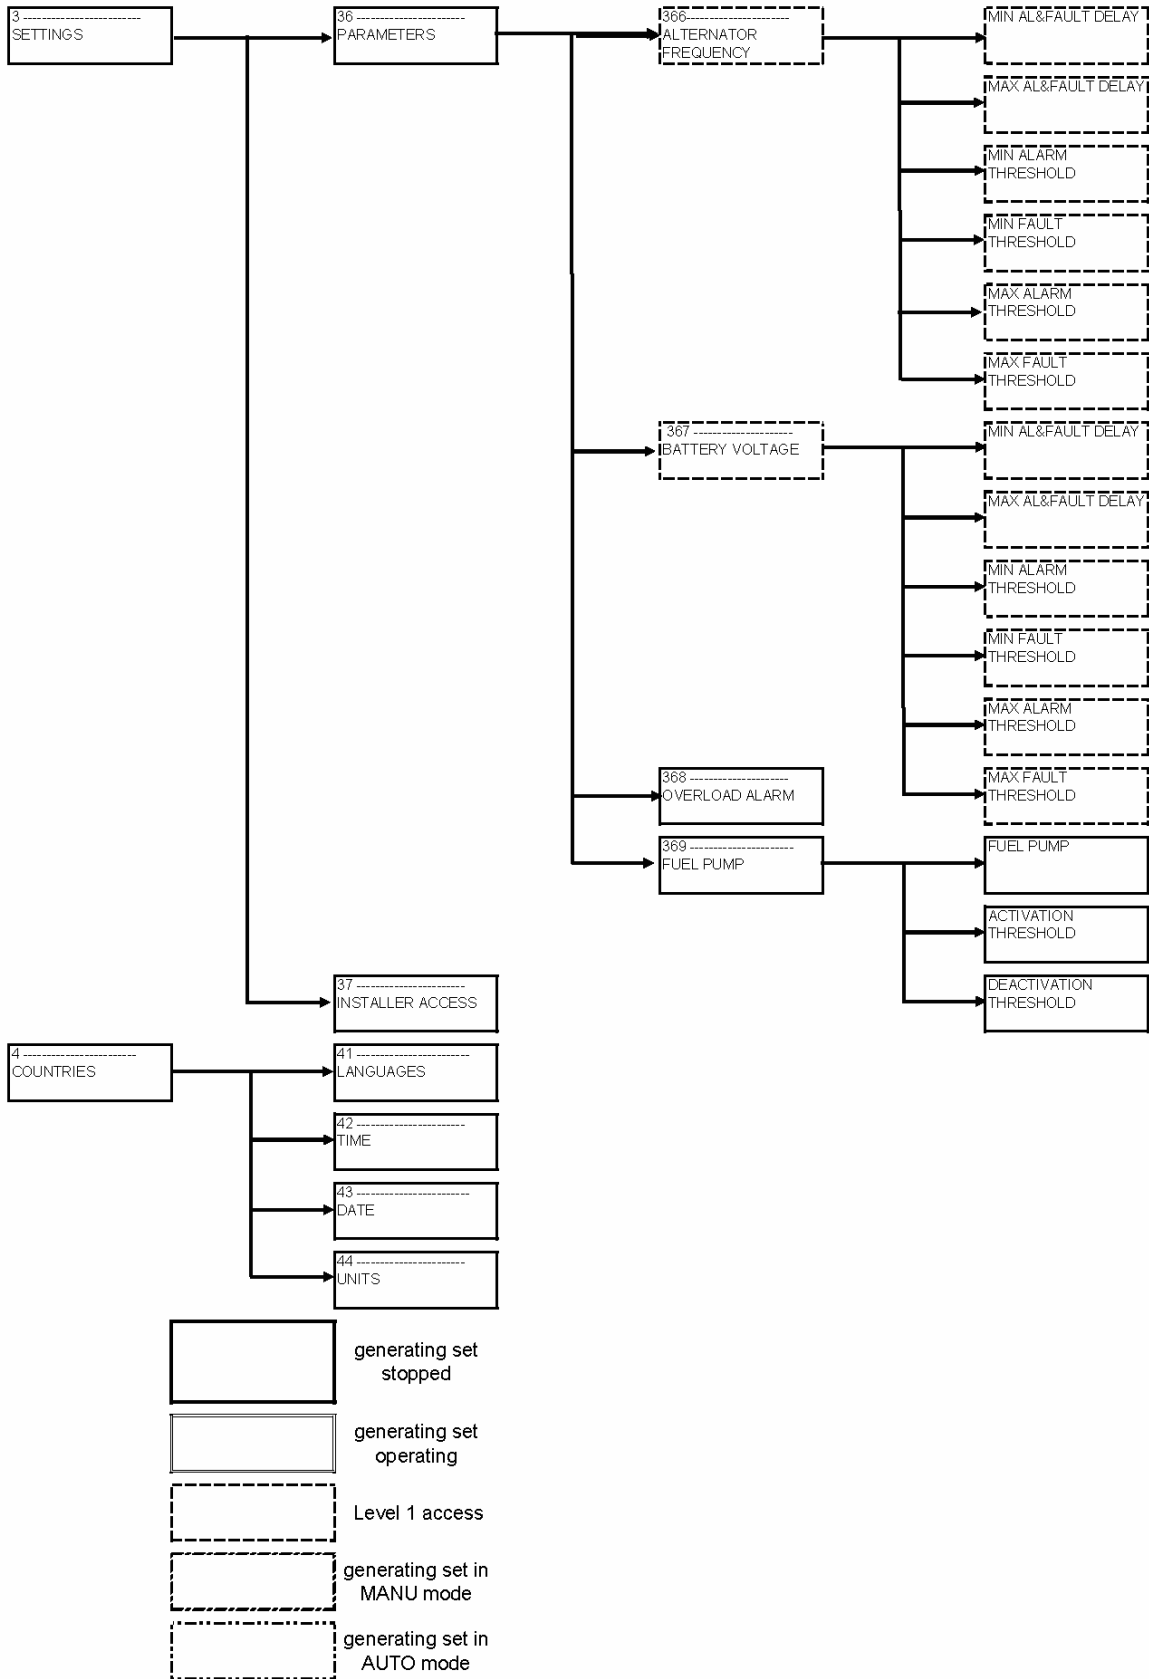 3 -------------------------
SETTINGS
36 -----------------------
PARAMETERS
366----------------------
ALTERNATOR
FREQUENCY
MIN AL&FAULT DELAY
MAX AL&FAULT DELAY
MIN ALARM
THRESHOLD
MIN FAULT
THRESHOLD
MAX ALARM
THRESHOLD
MAX FAULT
THRESHOLD
367 ---------------------
BATTERY VOLTAGE
MIN AL&FAULT DELAY
MAX AL&FAULT DELAY
MIN ALARM
THRESHOLD
MIN FAULT
THRESHOLD
MAX ALARM
THRESHOLD
MAX FAULT
THRESHOLD
368 ---------------------
OVERLOAD ALARM
369 ----------------------
FUEL PUMP
FUEL PUMP
ACTIVATION
THRESHOLD
DEACTIVATION
THRESHOLD
37 -----------------------
INSTALLER ACCESS
4 ------------------------
COUNTRIES
41 ------------------------
LANGUAGES
42 -----------------------
TIME
43 ------------------------
DATE
44 -----------------------
UNITS
generating set
stopped
generating set
operating
Level 1 access
generating set in
MANU mode
generating set in
AUTO mode